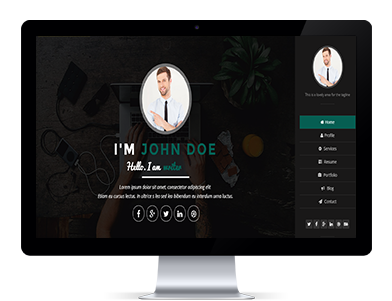 I'M JOHN DOE
Hello. I am writer
Lorem ipsum dolor sit amet, consectetur adipiscing elit
Etiam eu cursus lectus. In ultrice s leo sed leo bibendum eu interdum urna luctus.
This is a lovely area for the tagline
Home
Profile
Services
Resume
Portfolio
Blog
Contact